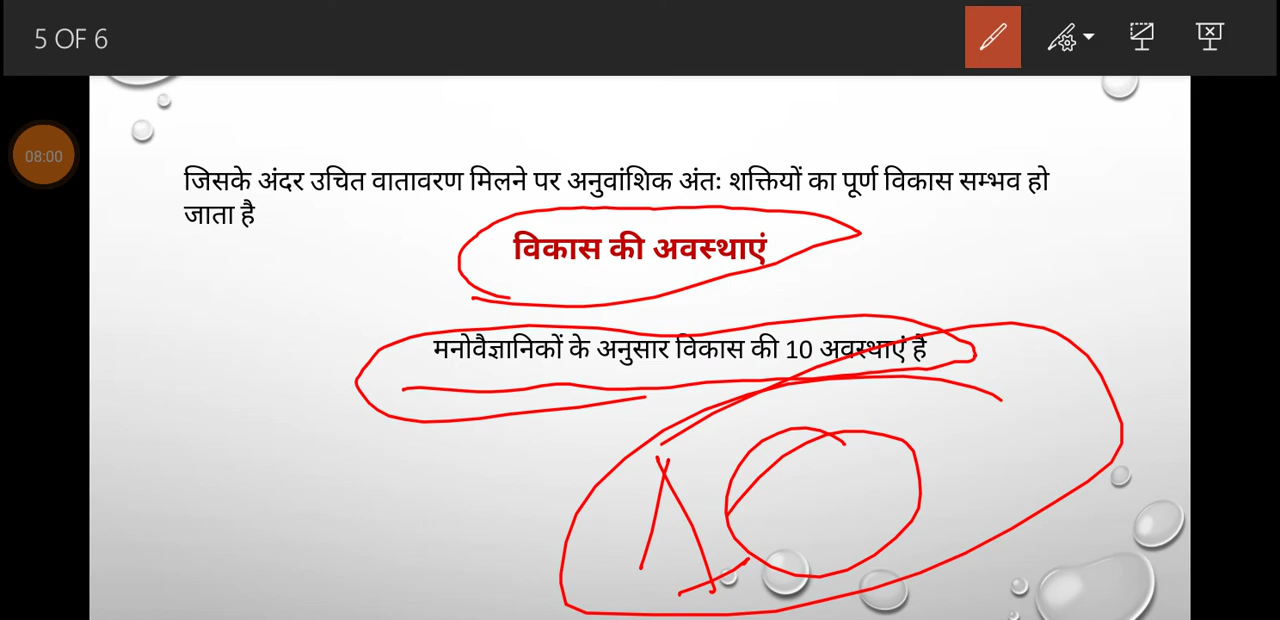 5 OF 6
08:00
जिसके अंदर उचित वातावरण मिलने पर अनुवांशिक अंतः शक्तियों का पूर्ण विकास सम्भव हो
जाता है
विकास की अवस्थाएं
मनोवैज्ञानिकों के अनुसार विकास की 10 अवस्थाएं है
10